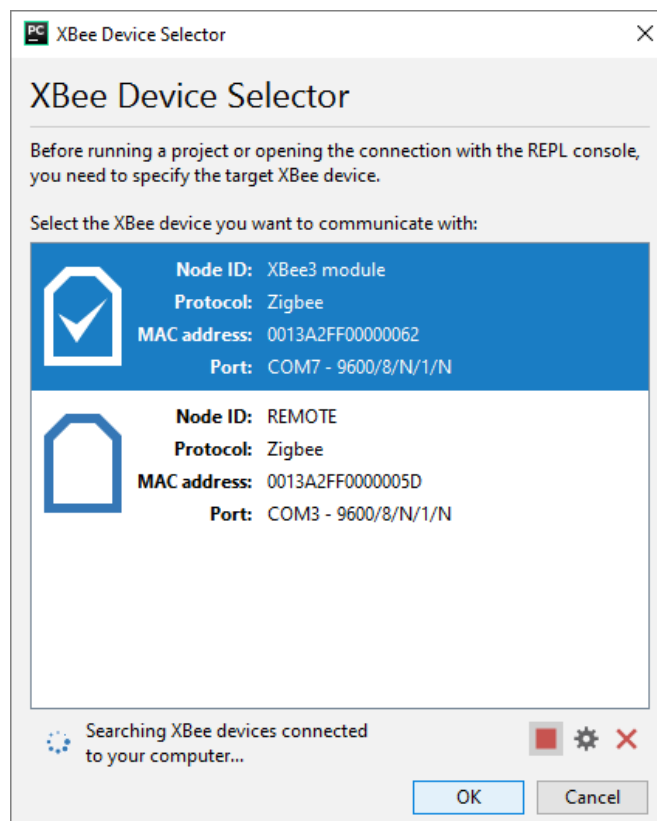 PC XBee Device Selector
XBee Device Selector
Before running a project or opening the connection with the REPL console,
you need to specify the target XBee device.
Select the XBee device you want to communicate with:
Node ID: XBee3 module
Protocol: Zigbee
MAC address: 0013A2FF00000062
Port: COM7 - 9600/8/N/1/N
Node ID: REMOTE
Protocol: Zigbee
MAC address: 0013A2FF0000005D
Port: COM3 - 9600/8/N/1/N
Searching XBee devices connected
to your computer...
OK Cancel